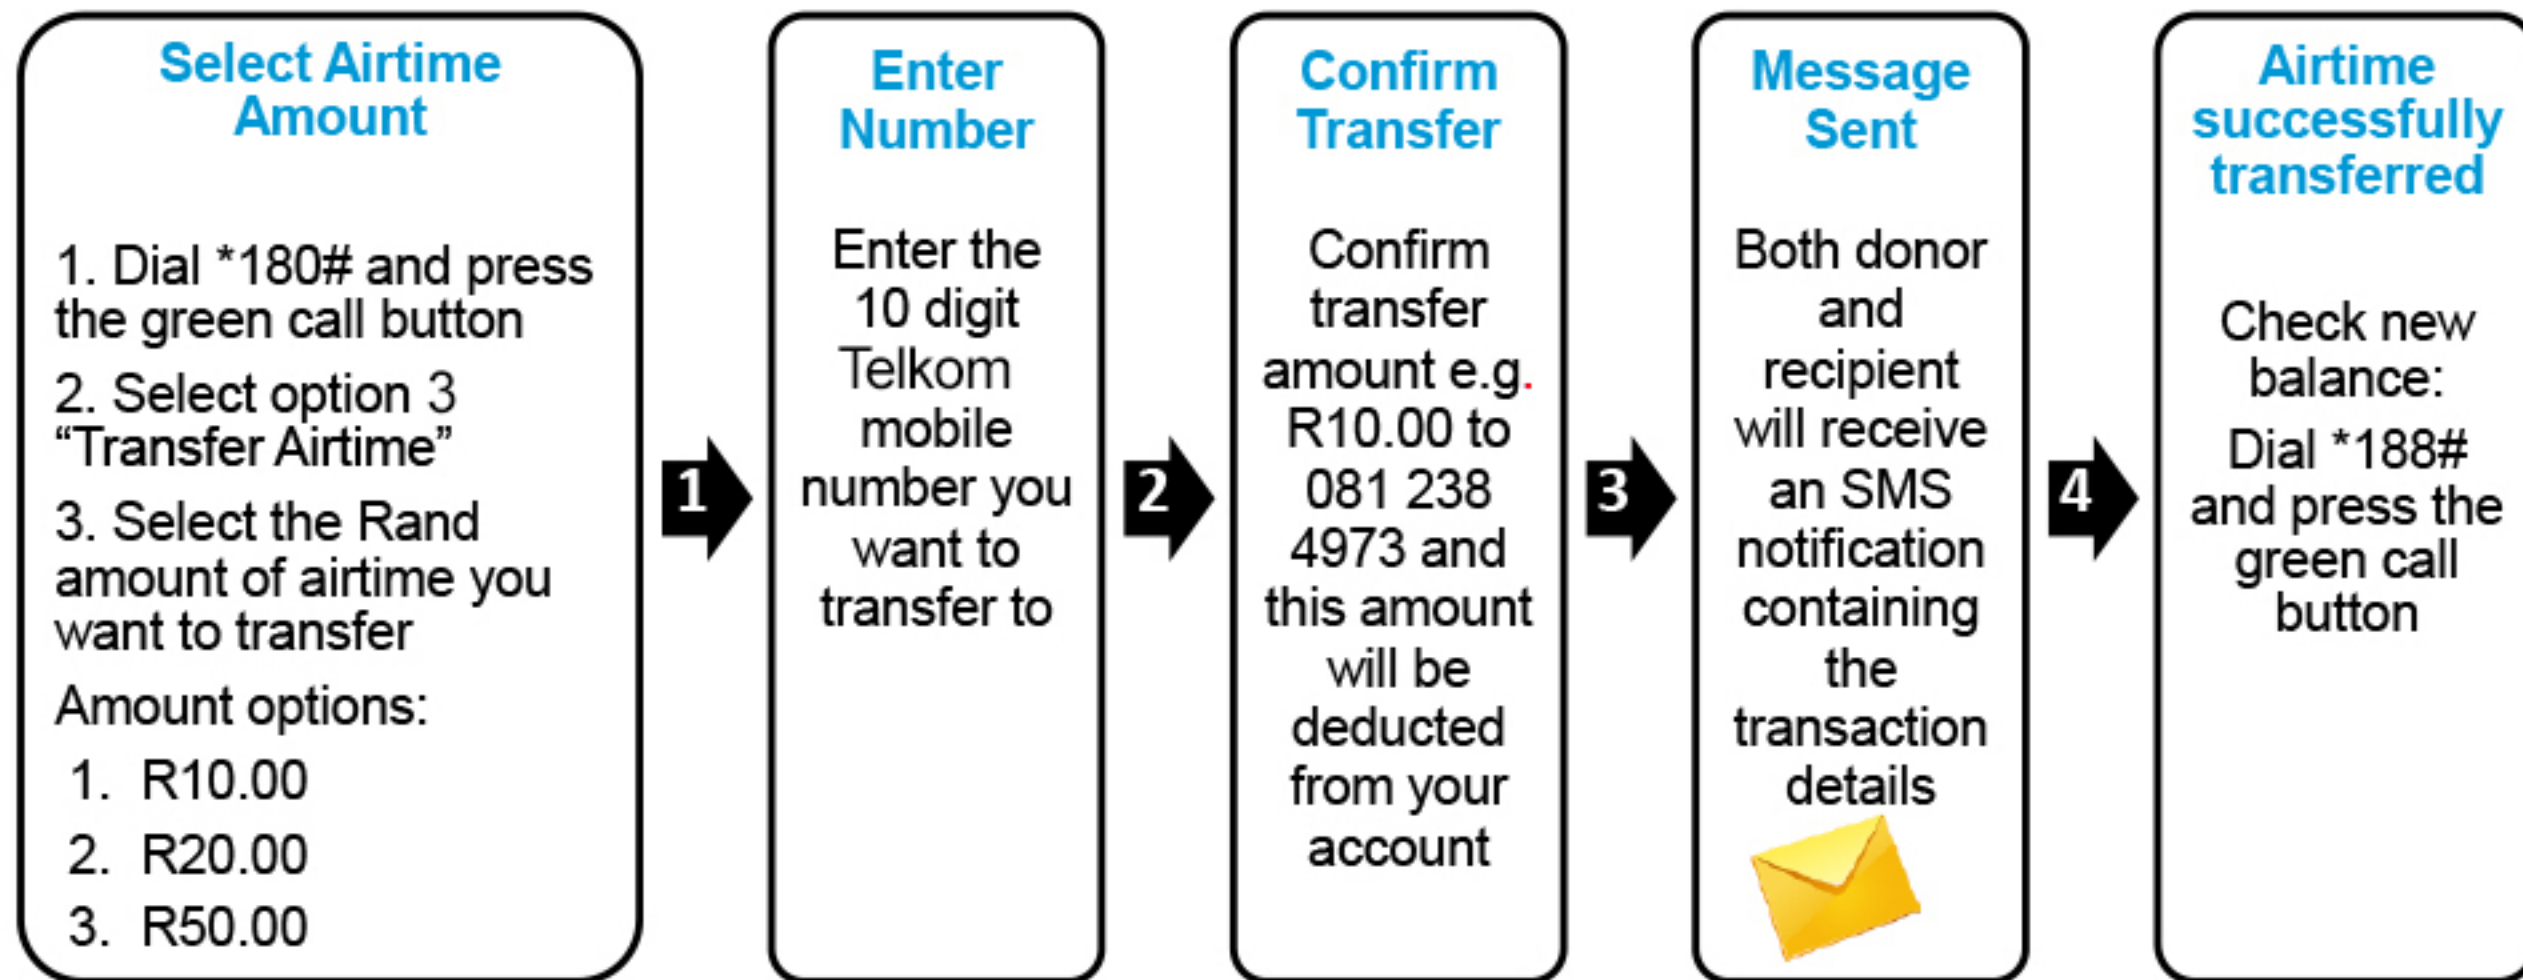 Select Airtime
Amount
1. Dial *180# and press
the green call button
2. Select option 3
“Transfer Airtime”
3. Select the Rand
amount of airtime you
want to transfer
Amount options:
1. R10.00
2. R20.00
3. R50.00
1
Enter
Number
Enter the
10 digit
Telkom
mobile
number you
want to
transfer to
2
Confirm
Transfer
Confirm
transfer
amount e.g.
R10.00 to
081 238
4973 and
this amount
will be
deducted
from your
account
3
Message
Sent
Both donor
and
recipient
will receive
an SMS
notification
containing
the
transaction
details
4
Airtime
successfully
transferred
Check new
balance:
Dial *188#
and press the
green call
button